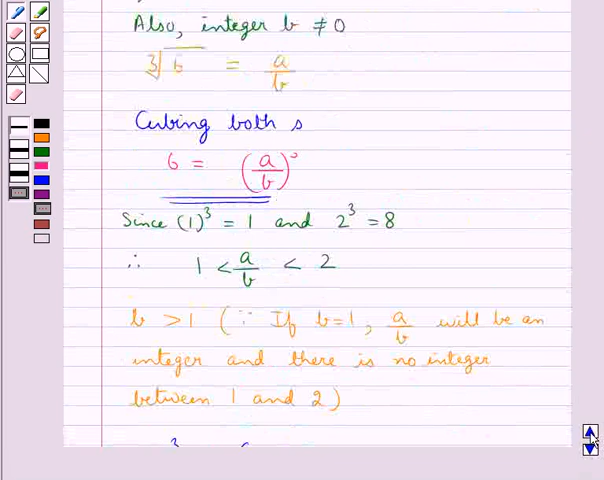 Also, integer b ≠ 0
∛6 = a/b
Cubing both s
6 = (a/b)³
Since (1)³ = 1 and 2³ = 8
∴ 1 < a/b < 2
b > 1 (∵ If b=1, a/b will be an
integer and there is no integer
between 1 and 2)